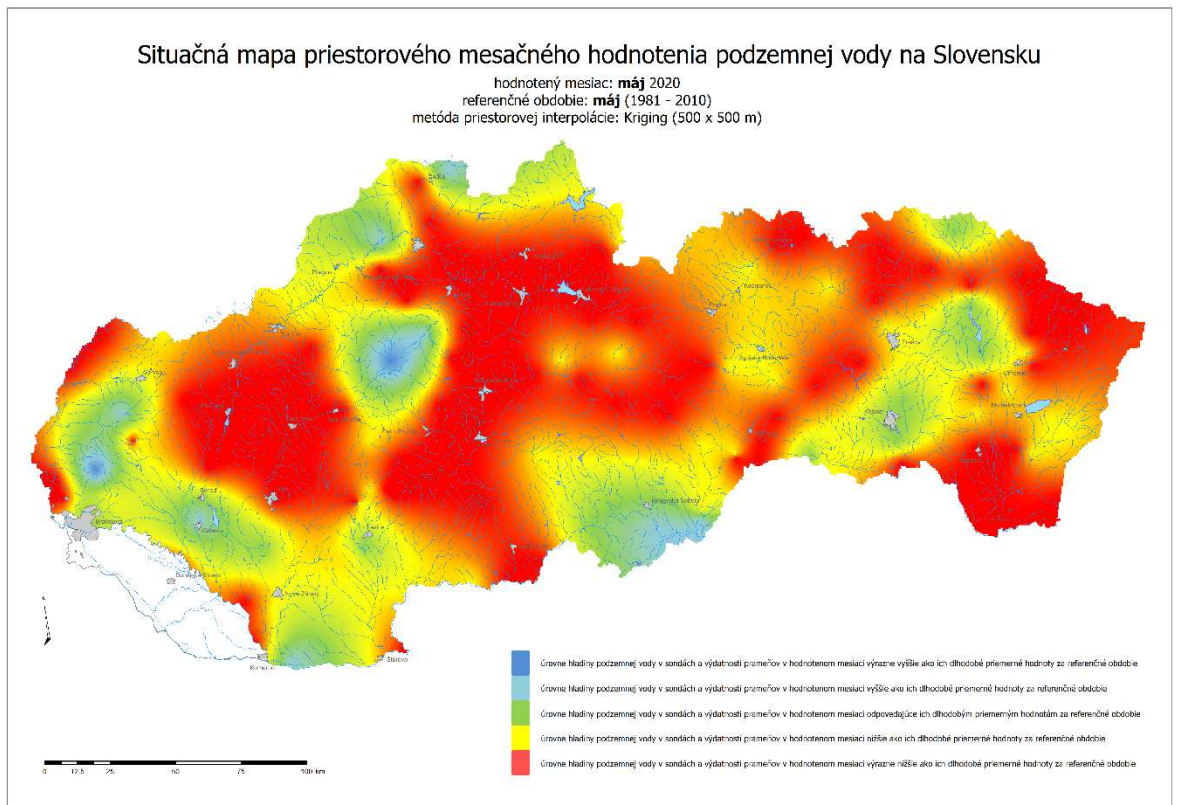 Situačná mapa priestorového mesačného hodnotenia podzemnej vody na Slovensku
hodnotený mesiac: máj 2020
referenčné obdobie: máj (1981 - 2010)
metóda priestorovej interpolácie: Kriging (500 x 500 m)
Čadca
Kežmarok
Poprad
Prešov
Košice
Rimavská Sobota
Bratislava
Levice
Nové Zámky
Komárno
Štúrovo
úrovne hladiny podzemnej vody v sondách a výdatnosti prameňov v hodnotenom mesiaci výrazne vyššie ako ich dlhodobé priemerné hodnoty za referenčné obdobie
úrovne hladiny podzemnej vody v sondách a výdatnosti prameňov v hodnotenom mesiaci vyššie ako ich dlhodobé priemerné hodnoty za referenčné obdobie
úrovne hladiny podzemnej vody v sondách a výdatnosti prameňov v hodnotenom mesiaci odpovedajúce ich dlhodobým priemerným hodnotám za referenčné obdobie
úrovne hladiny podzemnej vody v sondách a výdatnosti prameňov v hodnotenom mesiaci nižšie ako ich dlhodobé priemerné hodnoty za referenčné obdobie
úrovne hladiny podzemnej vody v sondách a výdatnosti prameňov v hodnotenom mesiaci výrazne nižšie ako ich dlhodobé priemerné hodnoty za referenčné obdobie
0 12,5 25 50 75 100 km